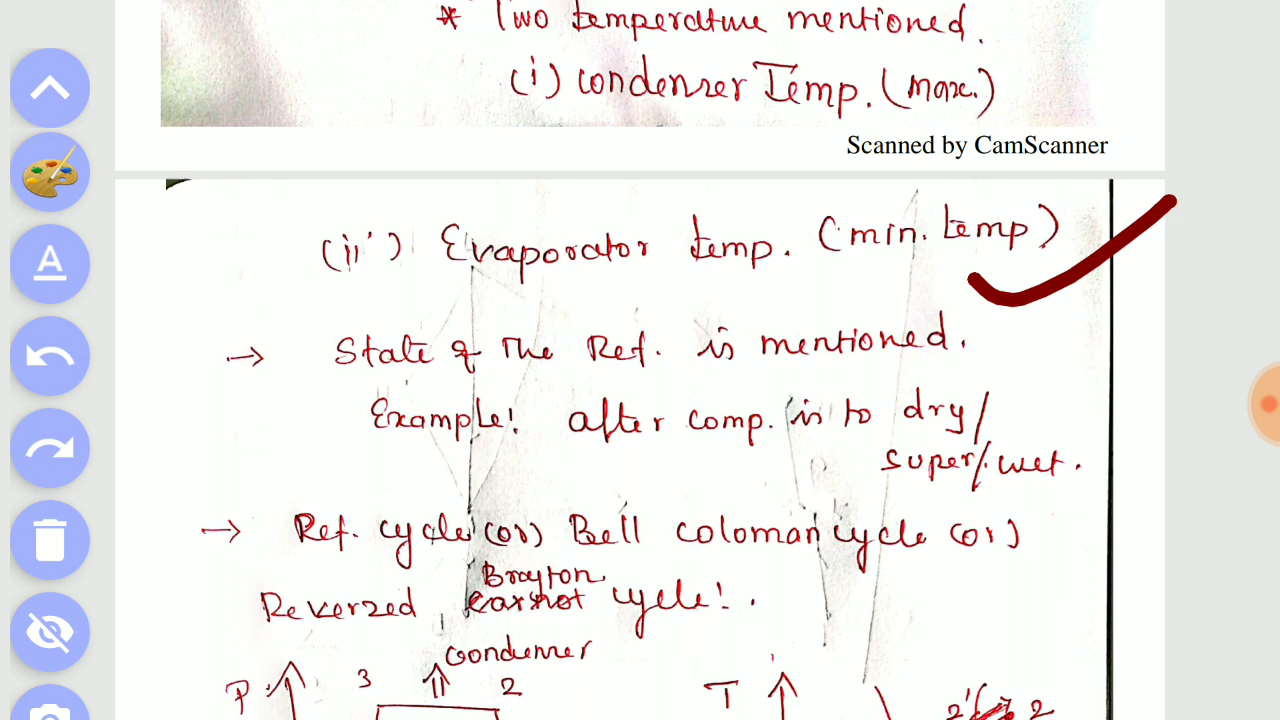 * Two temperature mentioned.
(i) condenser Temp. (max.)
Scanned by CamScanner
(ii) Evaporator temp. (min. temp)
→ State of The Ref. is mentioned.
Example! after comp. is to dry/
super/. wet.
→ Ref. cycle (or) Bell coloman cycle (or)
Brayton
Reversed carnot cycle!.
Condenser
P 3 2 T 2' 2
A